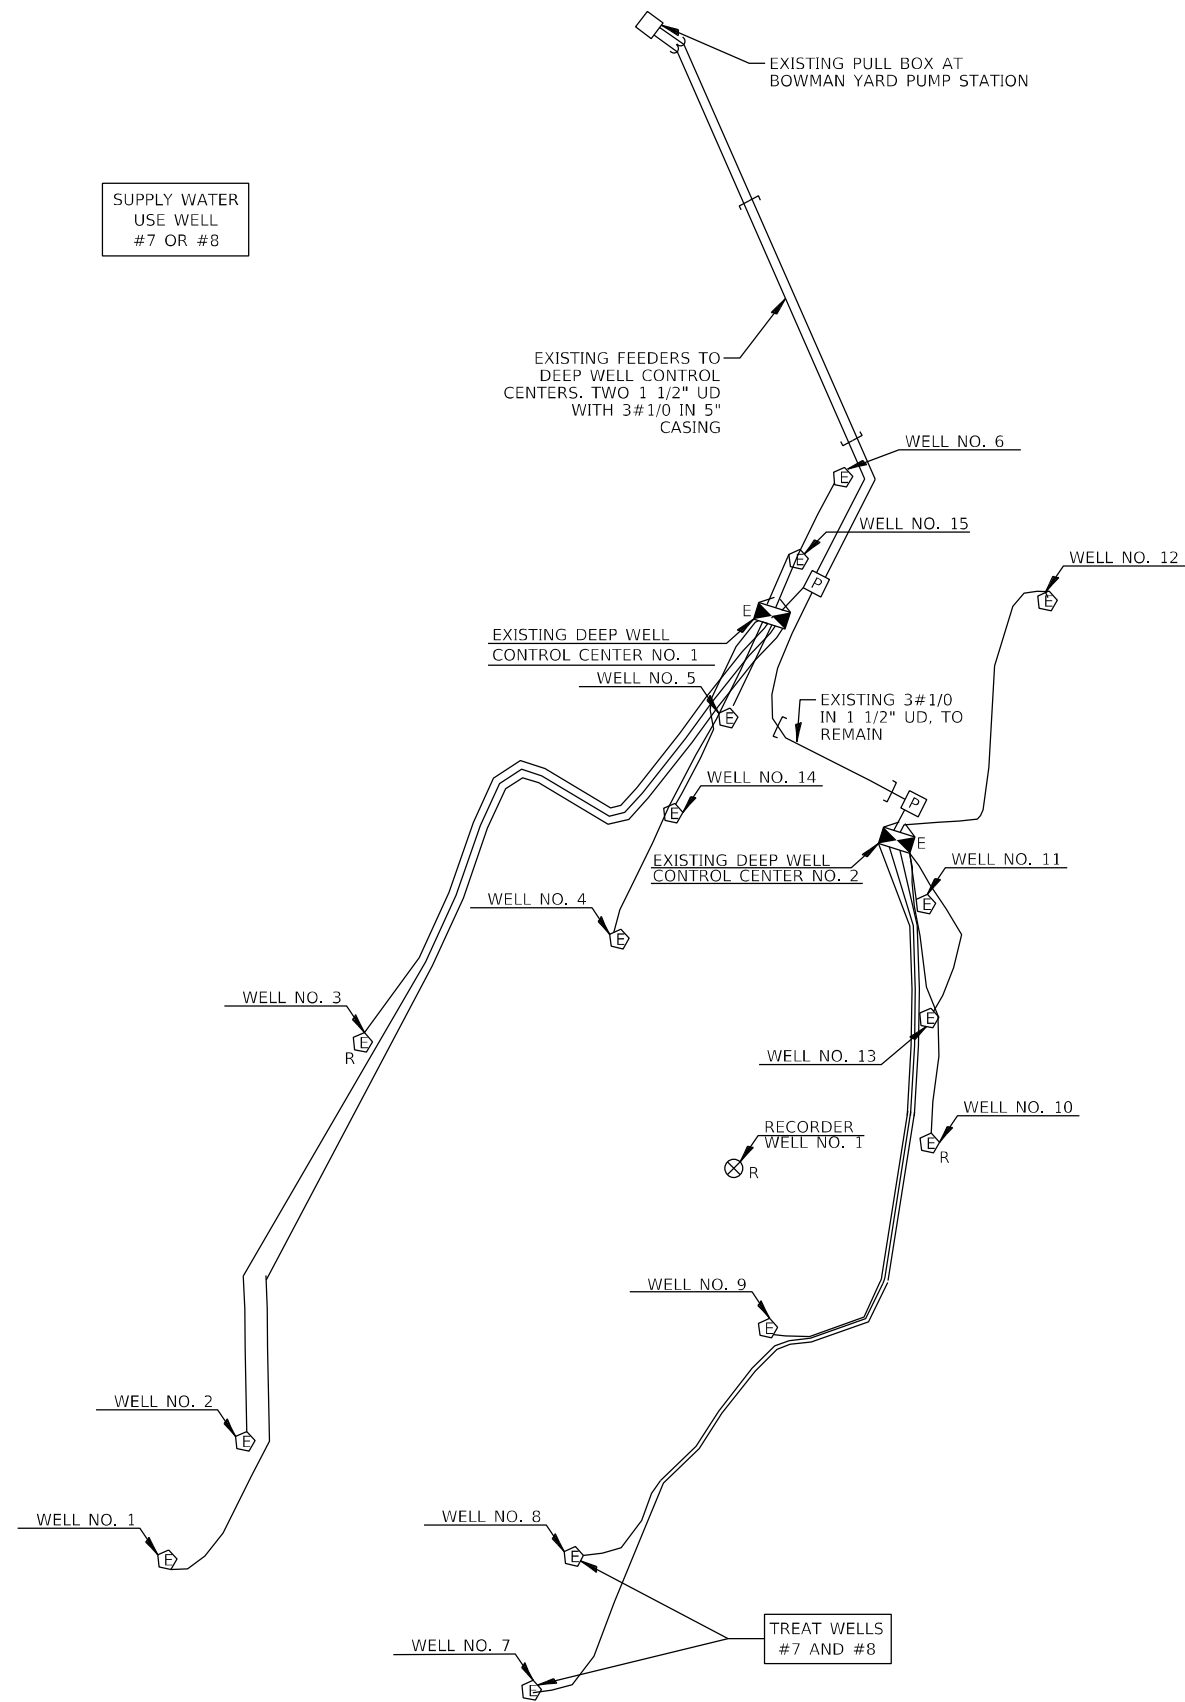 EXISTING PULL BOX AT
BOWMAN YARD PUMP STATION
SUPPLY WATER
USE WELL
#7 OR #8
EXISTING FEEDERS TO
DEEP WELL CONTROL
CENTERS. TWO 1 1/2" UD
WITH 3#1/0 IN 5"
CASING
WELL NO. 6
E
WELL NO. 15
E
WELL NO. 12
E
P
E
EXISTING DEEP WELL
CONTROL CENTER NO. 1
WELL NO. 5
E
EXISTING 3#1/0
IN 1 1/2" UD, TO
REMAIN
WELL NO. 14
E
P
E
EXISTING DEEP WELL
CONTROL CENTER NO. 2
WELL NO. 11
E
WELL NO. 4
E
WELL NO. 3
E
R
WELL NO. 13
E
WELL NO. 10
E
R
RECORDER
WELL NO. 1
R
WELL NO. 9
E
WELL NO. 2
E
WELL NO. 1
E
WELL NO. 8
E
WELL NO. 7
E
TREAT WELLS
#7 AND #8